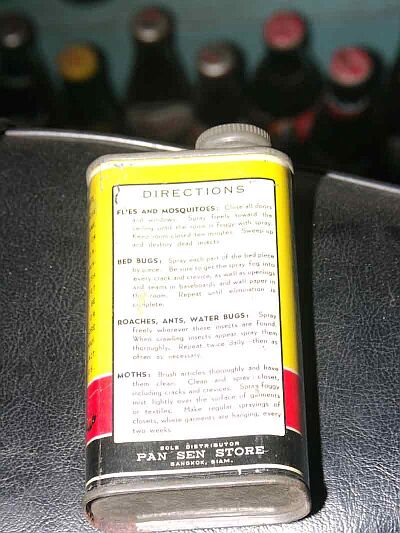 DIRECTIONS
FLIES AND MOSQUITOES: Close all doors
and windows. Spray freely toward the
ceiling until the room is foggy with spray.
Keep room closed ten minutes. Sweep up
and destroy dead insects.
BED BUGS: Spray each part of the bed piece
by piece. Be sure to get the spray fog into
every crack and crevice, as well as openings
and seams in baseboards and wall paper in
the room. Repeat until elimination is
complete.
ROACHES, ANTS, WATER BUGS: Spray
freely wherever these insects are found.
When crawling insects appear spray them
thoroughly. Repeat twice daily then as
often as necessary.
MOTHS: Brush articles thoroughly and have
them clean. Clean and spray closet,
including cracks and crevices. Spray foggy
mist lightly over the surface of garments
or textiles. Make regular sprayings of
closets, where garments are hanging, every
two weeks.
SOLE DISTRIBUTOR
PAN SEN STORE
BANGKOK, SIAM.